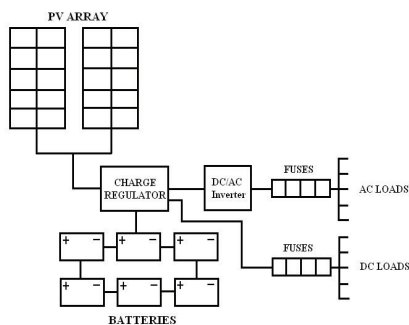 PV ARRAY
CHARGE
REGULATOR
DC/AC
Inverter
FUSES
AC LOADS
FUSES
DC LOADS
+ − + − + −
+ − + − + −
BATTERIES